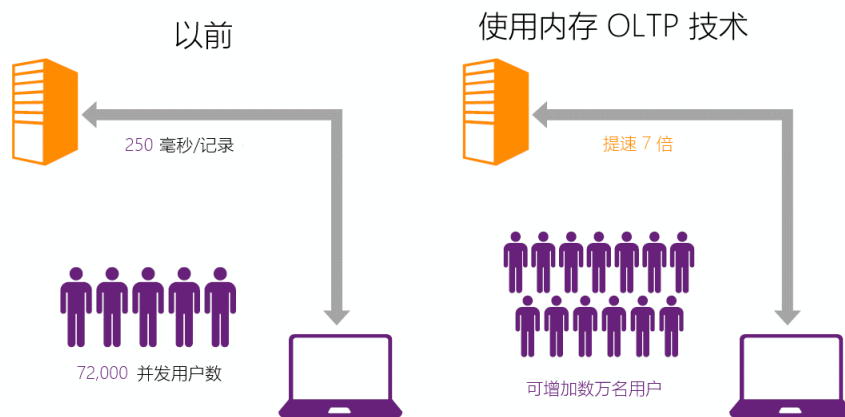 以前
250 毫秒/记录
72,000 并发用户数
使用内存 OLTP 技术
提速 7 倍
可增加数万名用户